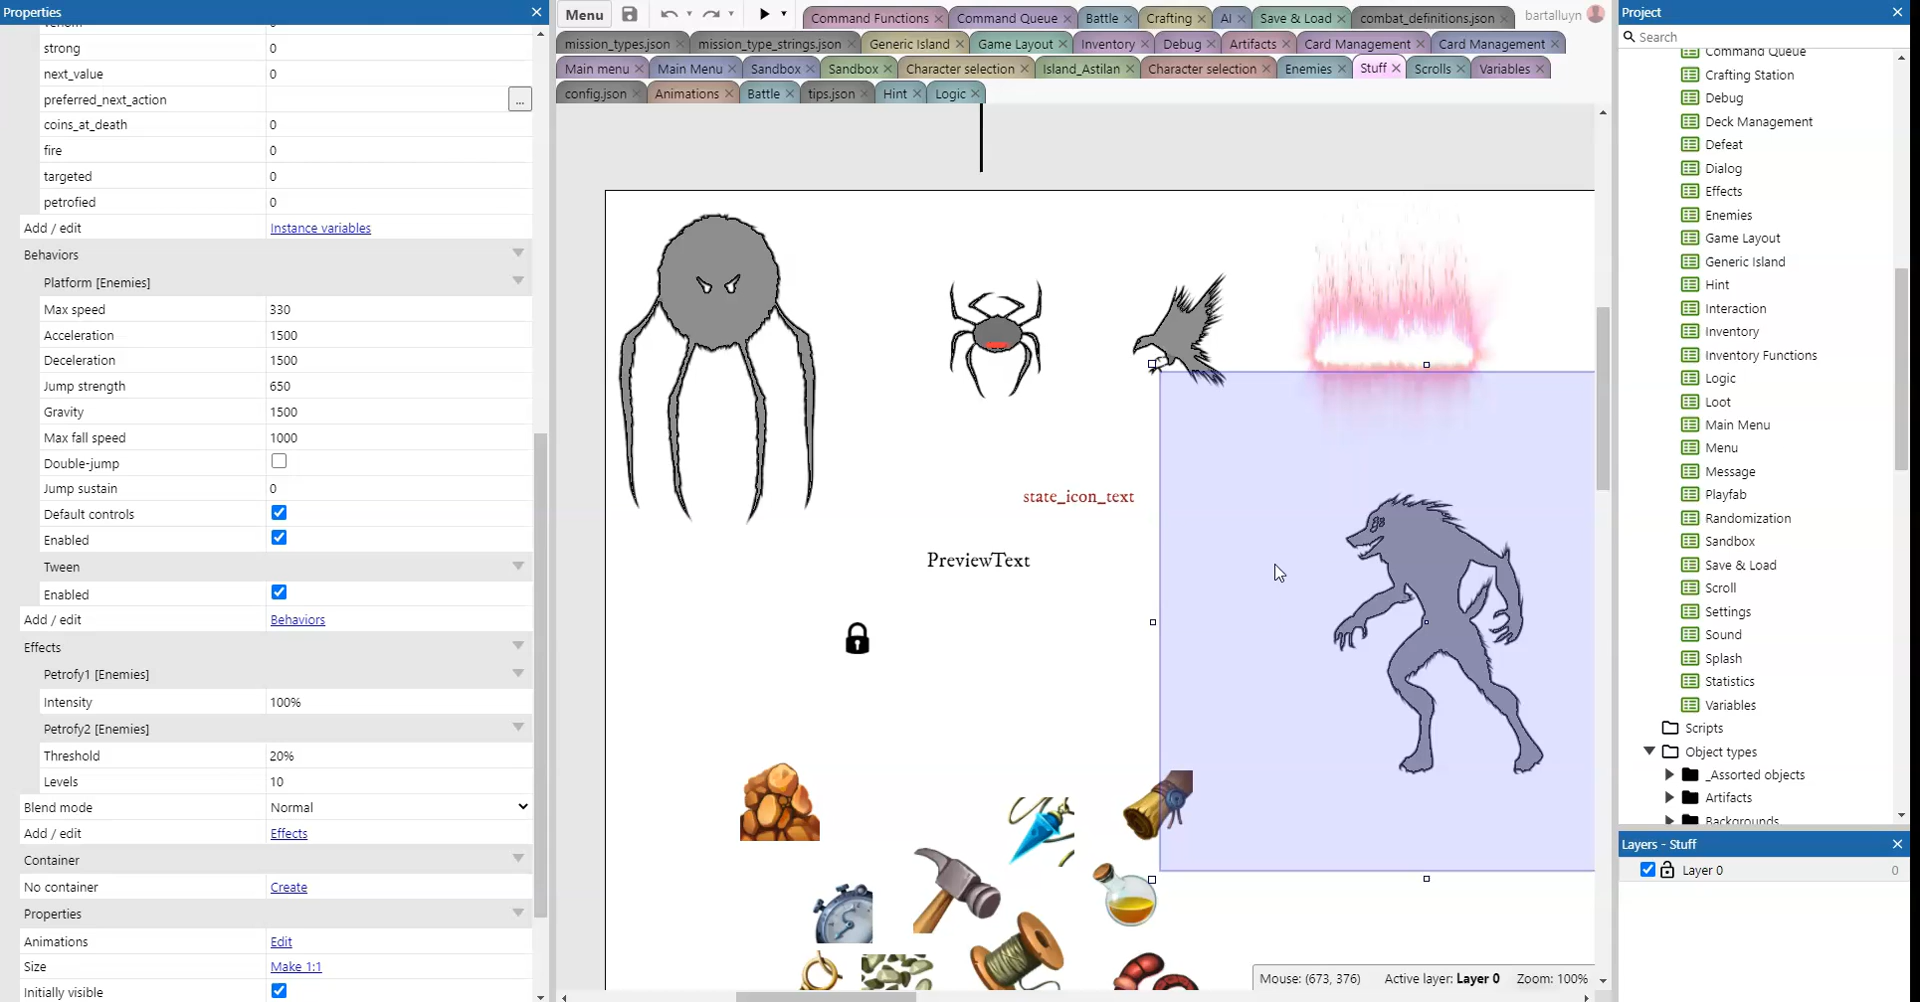 Properties
venom
0
strong
0
next_value
0
preferred_next_action
...
coins_at_death
0
fire
0
targeted
0
petrofied
0
Add / edit
Instance variables
Behaviors
Platform [Enemies]
Max speed
330
Acceleration
1500
Deceleration
1500
Jump strength
650
Gravity
1500
Max fall speed
1000
Double-jump
Jump sustain
0
Default controls
Enabled
Tween
Enabled
Add / edit
Behaviors
Effects
Petrofy1 [Enemies]
Intensity
100%
Petrofy2 [Enemies]
Threshold
20%
Levels
10
Blend mode
Normal
Add / edit
Effects
Container
No container
Create
Properties
Animations
Edit
Size
Make 1:1
Initially visible
Menu
Command Functions
Command Queue
Battle
Crafting
AI
Save & Load
combat_definitions.json
bartalluyn
mission_types.json
mission_type_strings.json
Generic Island
Game Layout
Inventory
Debug
Artifacts
Card Management
Card Management
Main menu
Main Menu
Sandbox
Sandbox
Character selection
Island_Astilan
Character selection
Enemies
Stuff
Scrolls
Variables
config.json
Animations
Battle
tips.json
Hint
Logic
state_icon_text
PreviewText
Mouse: (673, 376)
Active layer: Layer 0
Zoom: 100%
Project
Search
Command Queue
Crafting Station
Debug
Deck Management
Defeat
Dialog
Effects
Enemies
Game Layout
Generic Island
Hint
Interaction
Inventory
Inventory Functions
Logic
Loot
Main Menu
Menu
Message
Playfab
Randomization
Sandbox
Save & Load
Scroll
Settings
Sound
Splash
Statistics
Variables
Scripts
Object types
_Assorted objects
Artifacts
Backgrounds
Layers - Stuff
Layer 0
0